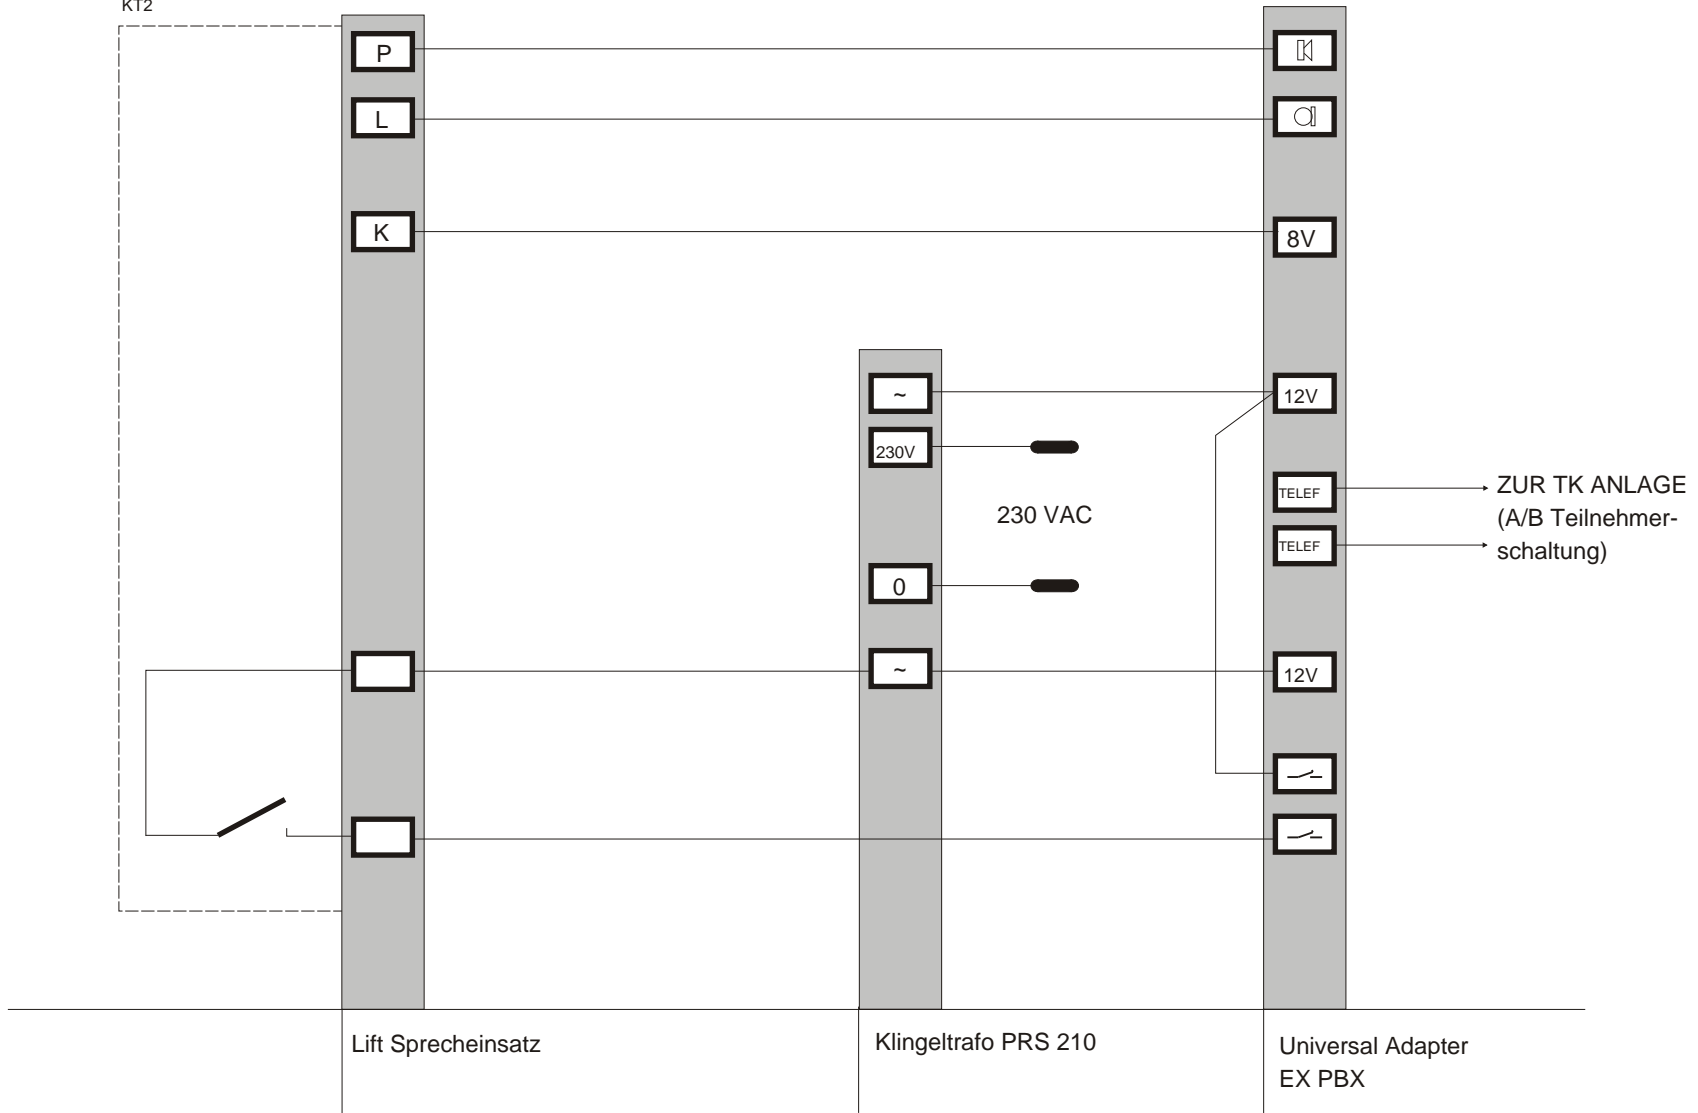 KT2
P
L
K
8V
~
12V
230V
TELEF
ZUR TK ANLAGE
(A/B Teilnehmer-
schaltung)
230 VAC
TELEF
0
~
12V
Lift Sprecheinsatz
Klingeltrafo PRS 210
Universal Adapter
EX PBX